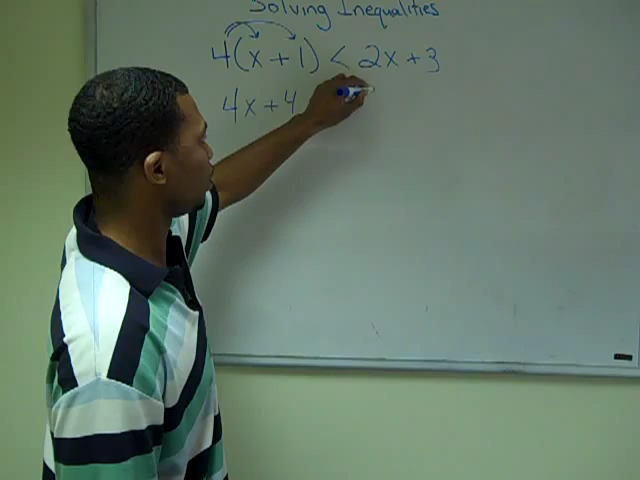 Solving Inequalities
4(x + 1) < 2x + 3
4x + 4